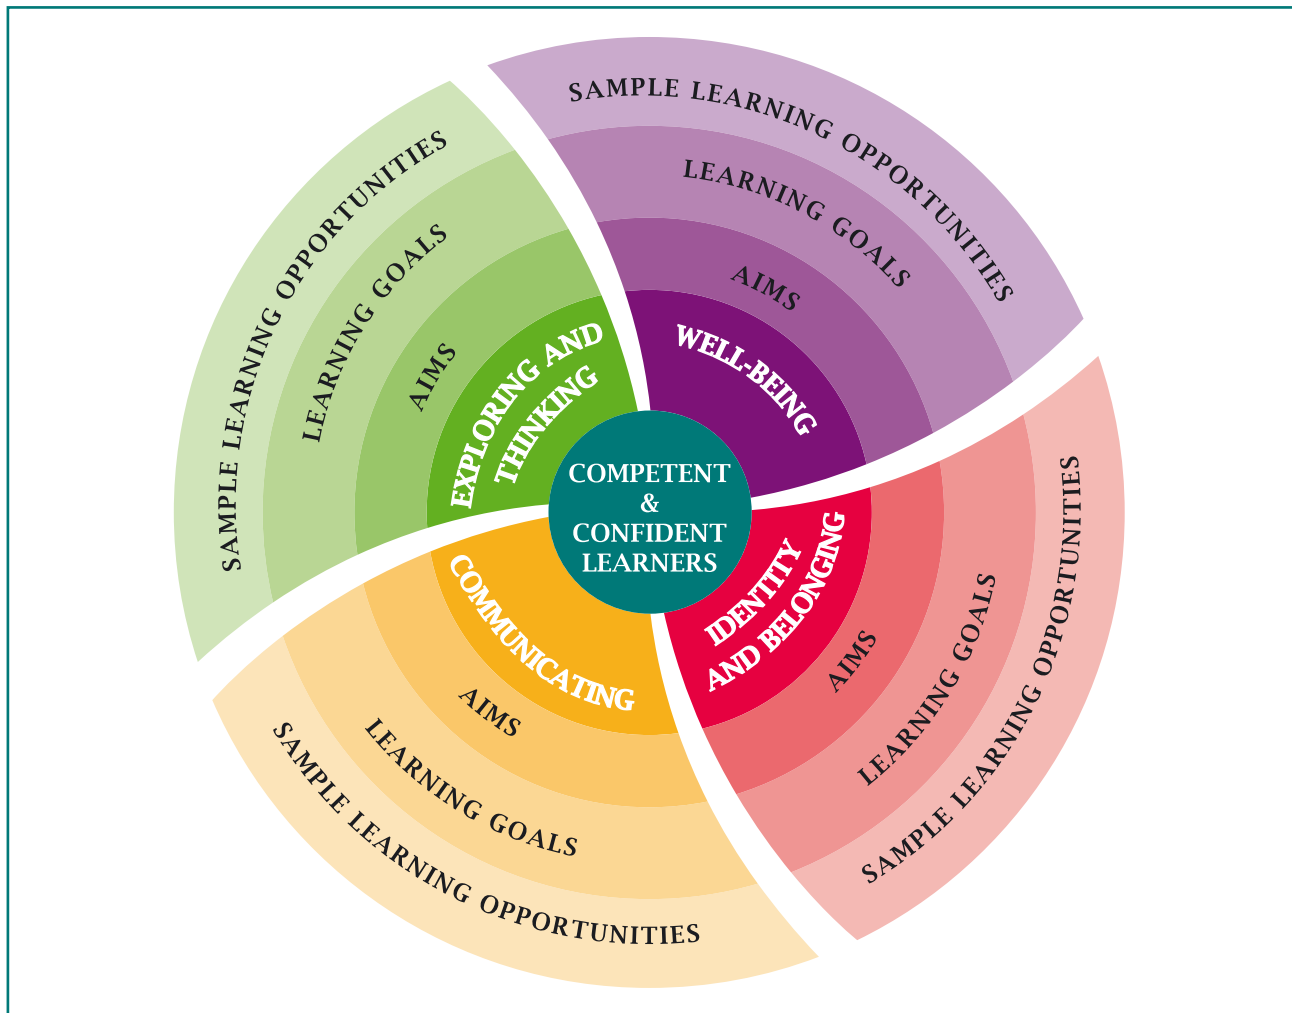 SAMPLE LEARNING OPPORTUNITIES
LEARNING GOALS
AIMS
WELL-BEING
SAMPLE LEARNING OPPORTUNITIES
LEARNING GOALS
AIMS
IDENTITY
AND BELONGING
SAMPLE LEARNING OPPORTUNITIES
LEARNING GOALS
AIMS
COMMUNICATING
SAMPLE LEARNING OPPORTUNITIES
LEARNING GOALS
AIMS
EXPLORING AND
THINKING
COMPETENT
&
CONFIDENT
LEARNERS